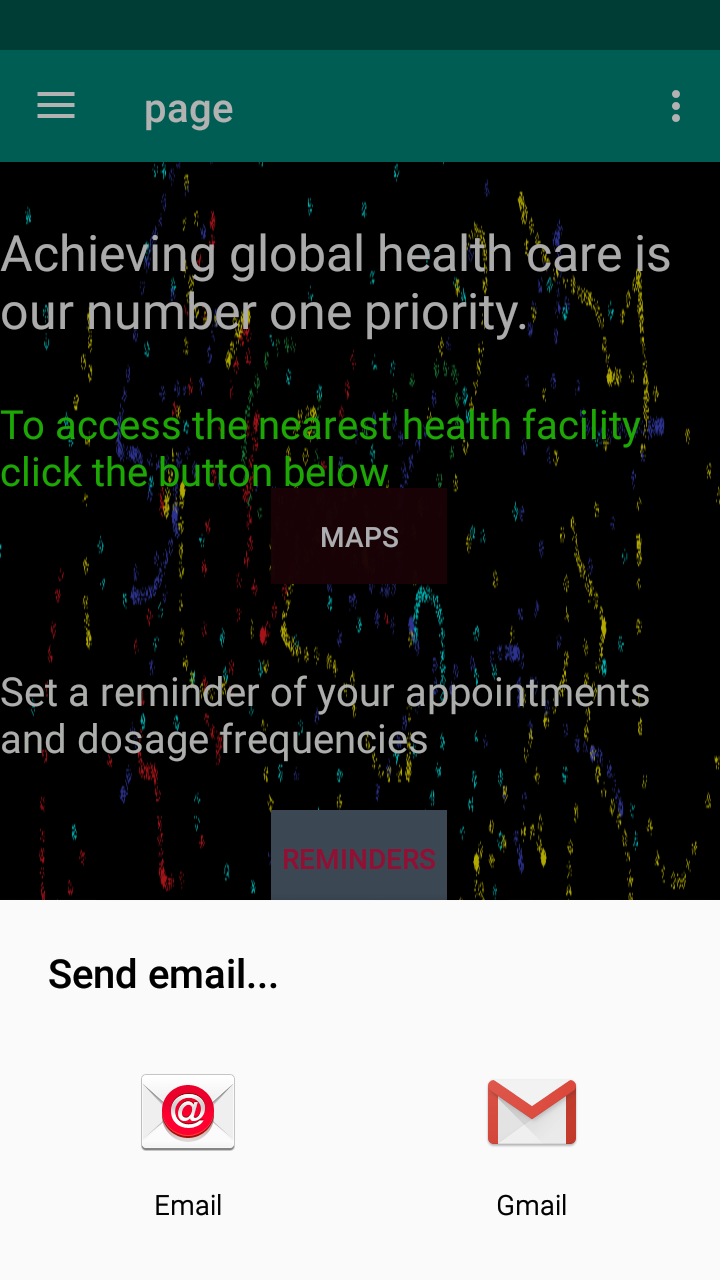 page
Achieving global health care is
our number one priority.
To access the nearest health facility
click the button below
MAPS
Set a reminder of your appointments
and dosage frequencies
REMINDERS
Send email...
Email
Gmail